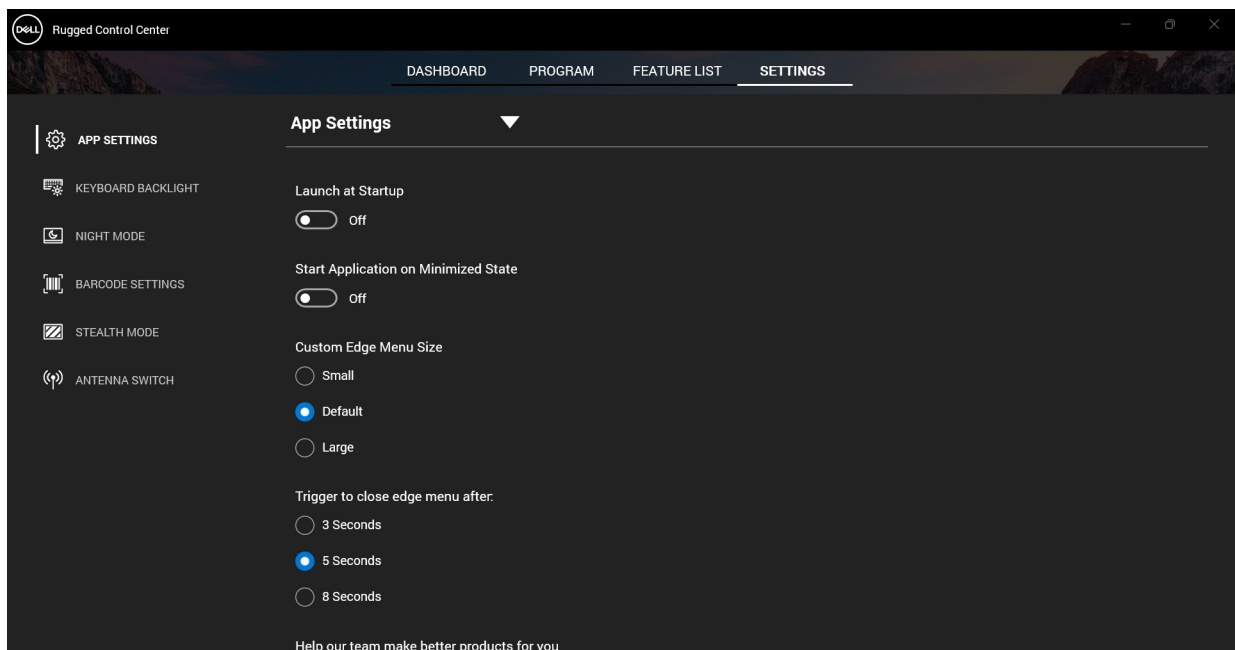 DELL
Rugged Control Center
DASHBOARD
PROGRAM
FEATURE LIST
SETTINGS
APP SETTINGS
KEYBOARD BACKLIGHT
NIGHT MODE
BARCODE SETTINGS
STEALTH MODE
ANTENNA SWITCH
App Settings
Launch at Startup
Off
Start Application on Minimized State
Off
Custom Edge Menu Size
Small
Default
Large
Trigger to close edge menu after:
3 Seconds
5 Seconds
8 Seconds
Help our team make better products for you